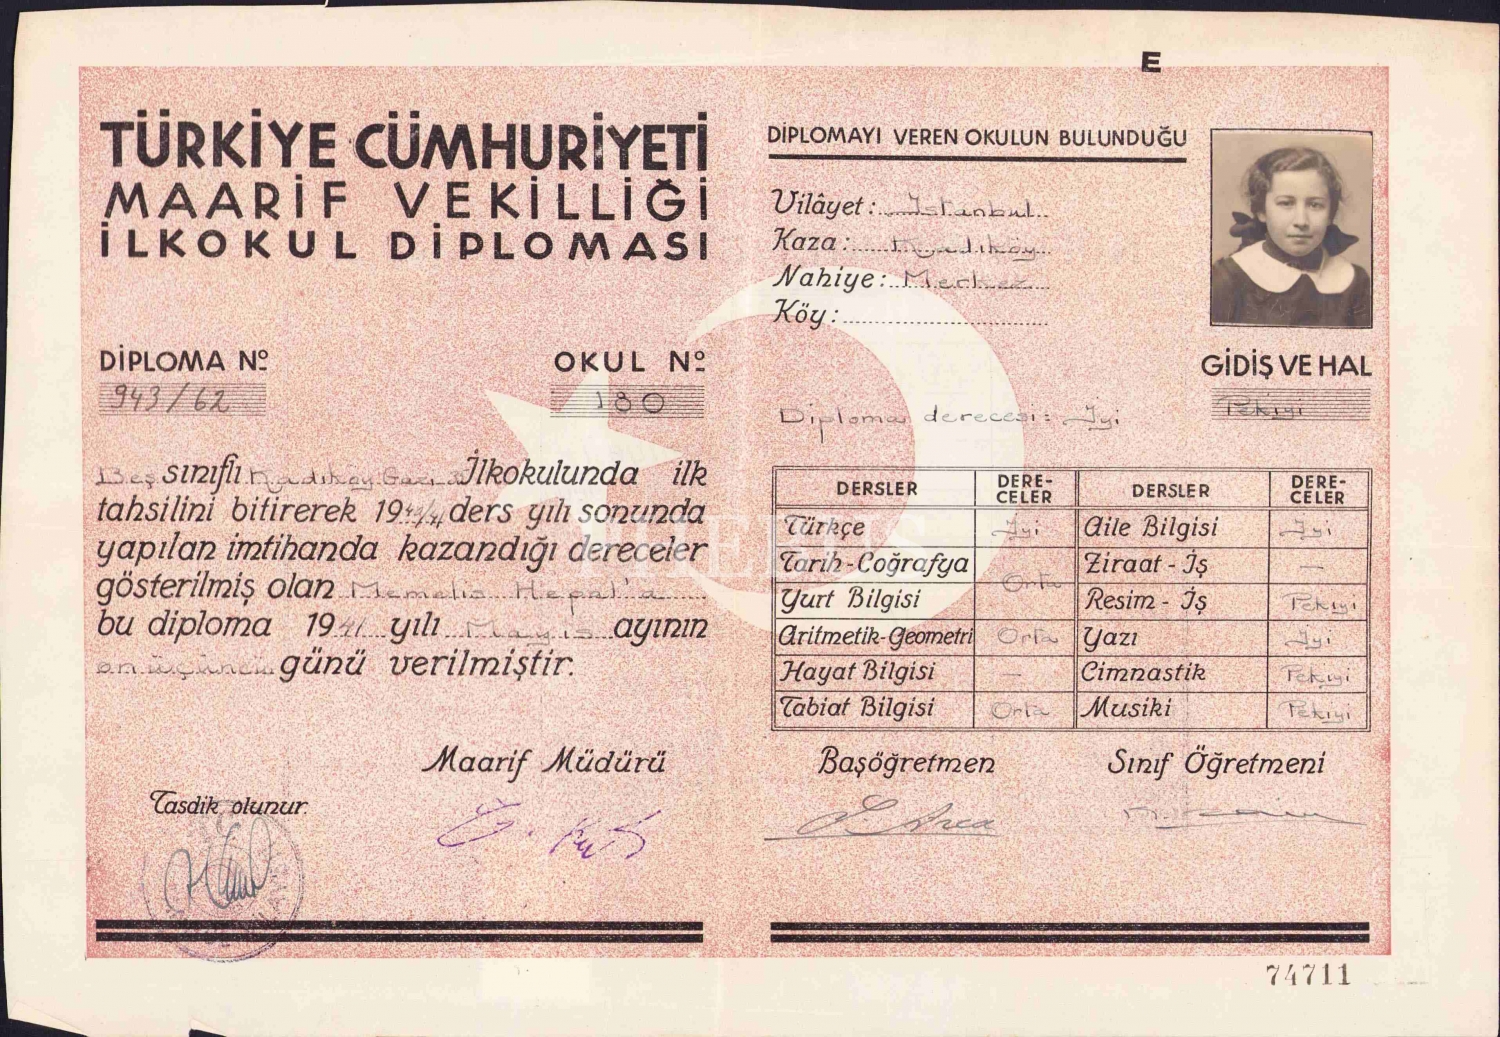 E
TÜRKİYE CÜMHURİYETİ
MAARİF VEKİLLİĞİ
İLKOKUL DİPLOMASI
DİPLOMA Nº
943/62
OKUL Nº
180
Beş sınıflı Kadıköy Gazi İlkokulunda ilk
tahsilini bitirerek 19 ders yılı sonunda
yapılan imtihanda kazandığı dereceler
gösterilmiş olan
bu diploma 1941 yılı Mayıs ayının
on üçüncü günü verilmiştir.
Maarif Müdürü
Tasdik olunur.
DİPLOMAYI VEREN OKULUN BULUNDUĞU
Vilâyet: İstanbul
Kaza: Kadıköy
Nahiye: Merkez
Köy:
GİDİŞ VE HAL
Pekiyi
Diploma derecesi: İyi
DERSLER DERE-CELER DERSLER DERE-CELER
Türkçe İyi Aile Bilgisi İyi
Tarih-Coğrafya Orta Ziraat-İş —
Yurt Bilgisi Resim-İş Pekiyi
Aritmetik-Geometri Orta Yazı İyi
Hayat Bilgisi — Cimnastik Pekiyi
Tabiat Bilgisi Orta Musiki Pekiyi
Başöğretmen
Sınıf Öğretmeni
74711